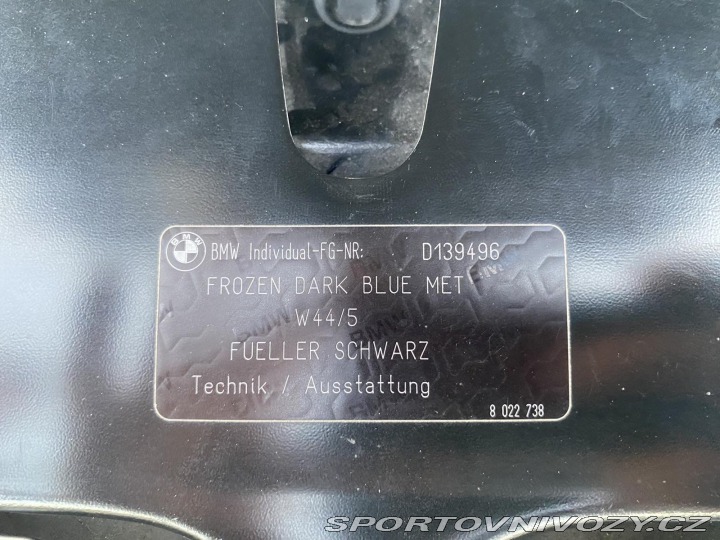 BMW Individual-FG-NR: D139496
FROZEN DARK BLUE MET
W44/5
FUELLER SCHWARZ
Technik / Ausstattung
8 022 738
SPORTOVNIVOZY.CZ